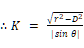 ∴ K = √(r²−D²) / |sin θ|